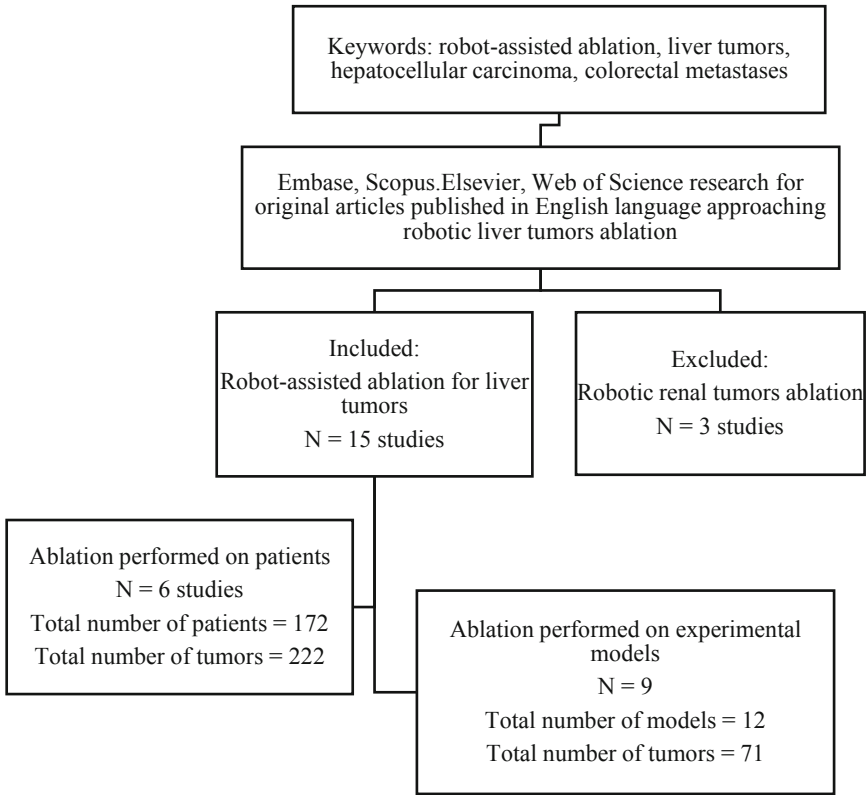 Keywords: robot-assisted ablation, liver tumors,
hepatocellular carcinoma, colorectal metastases
Embase, Scopus.Elsevier, Web of Science research for
original articles published in English language approaching
robotic liver tumors ablation
Included:
Robot-assisted ablation for liver
tumors
N = 15 studies
Excluded:
Robotic renal tumors ablation
N = 3 studies
Ablation performed on patients
N = 6 studies
Total number of patients = 172
Total number of tumors = 222
Ablation performed on experimental
models
N = 9
Total number of models = 12
Total number of tumors = 71